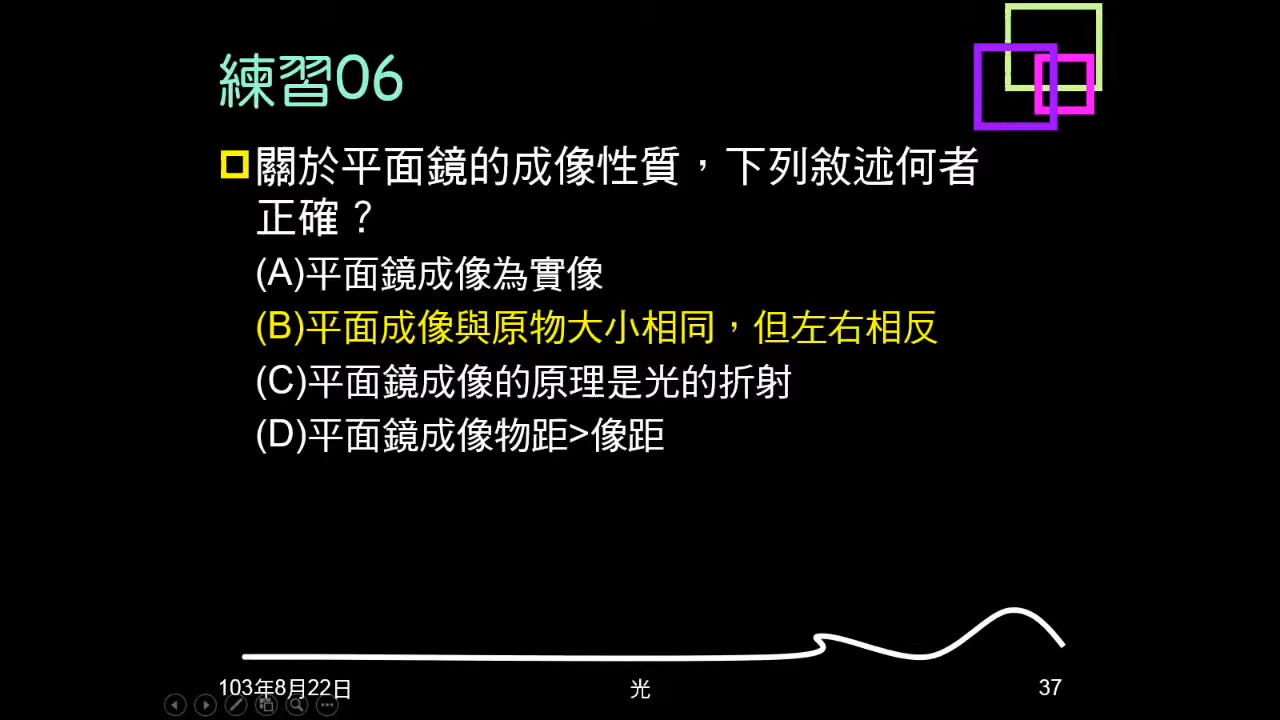 練習06
關於平面鏡的成像性質，下列敘述何者
正確？
(A)平面鏡成像為實像
(B)平面成像與原物大小相同，但左右相反
(C)平面鏡成像的原理是光的折射
(D)平面鏡成像物距>像距
103年8月22日
光
37